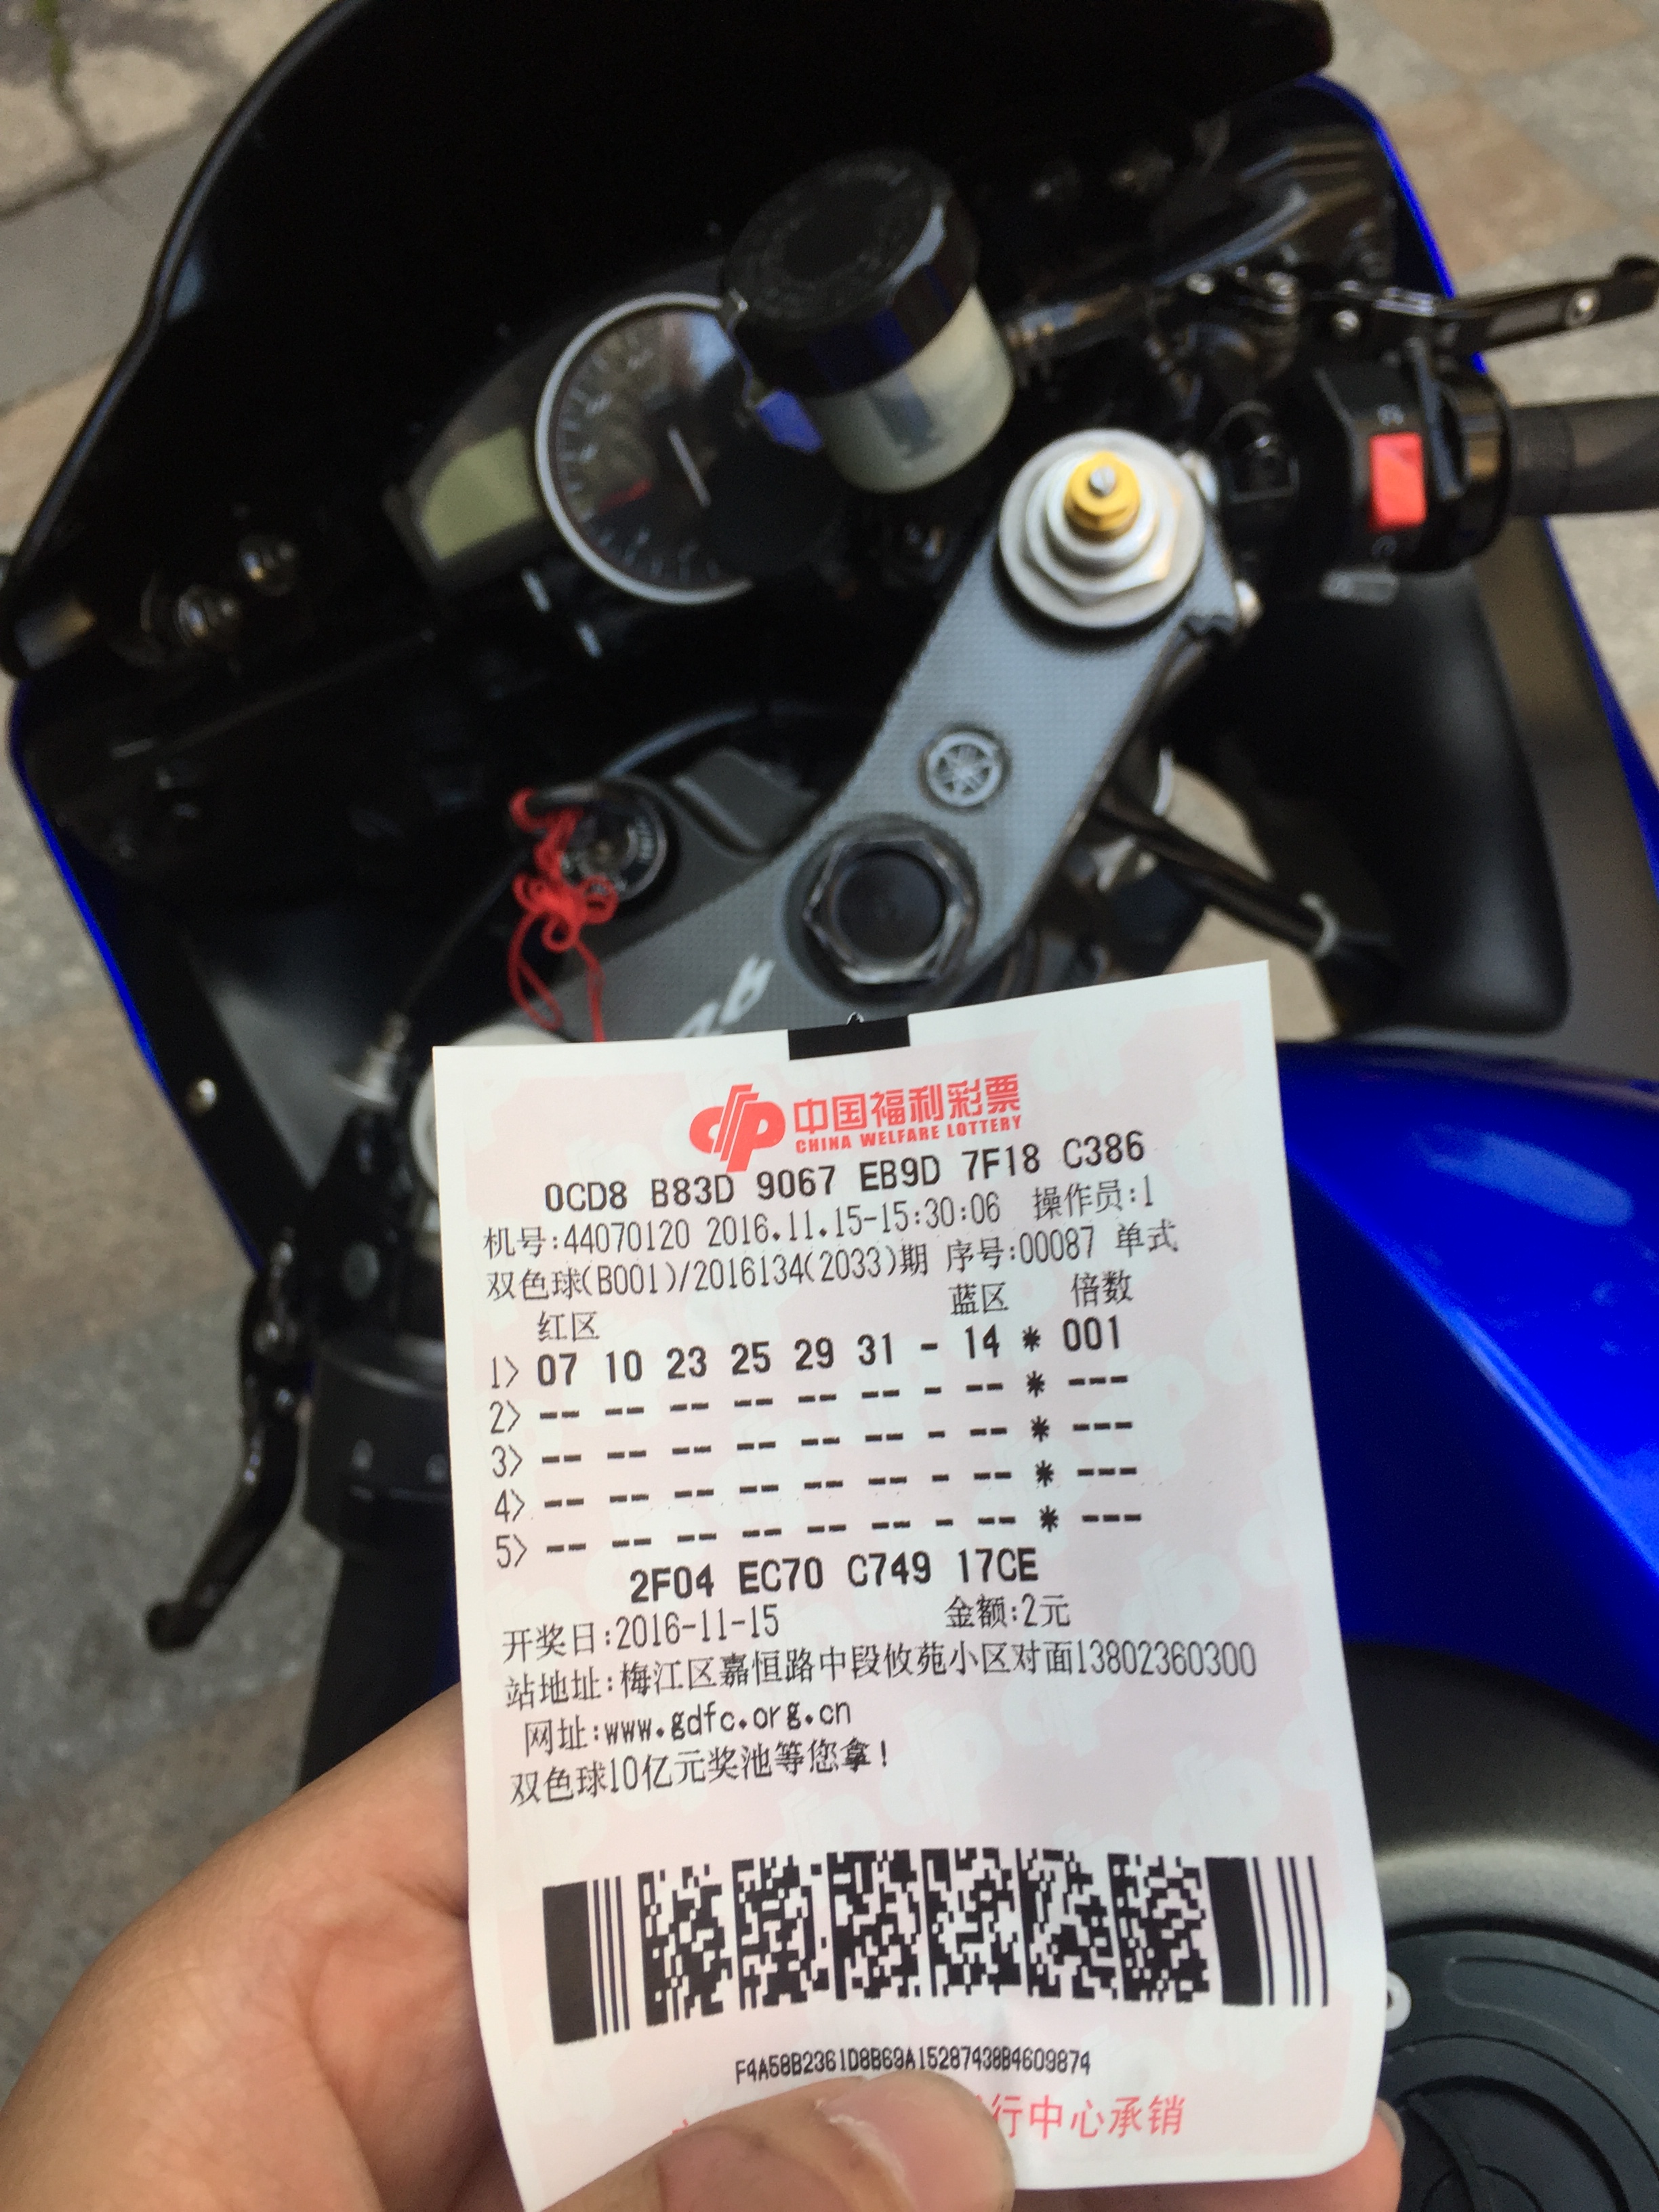 中国福利彩票
CHINA WELFARE LOTTERY
0CD8 B83D 9067 EB9D 7F18 C386
机号:44070120 2016.11.15-15:30:06 操作员:1
双色球(B001)/2016134(2033)期 序号:00087 单式
红区 蓝区 倍数
1> 07 10 23 25 29 31 - 14 * 001
2> -- -- -- -- -- -- - -- * ---
3> -- -- -- -- -- -- - -- * ---
4> -- -- -- -- -- -- - -- * ---
5> -- -- -- -- -- -- - -- * ---
2F04 EC70 C749 17CE
开奖日:2016-11-15 金额:2元
站地址:梅江区嘉恒路中段攸苑小区对面13802360300
网址:www.gdfc.org.cn
双色球10亿元奖池等您拿!
F4A58B2361D8B69A15287438B4609874
行中心承销